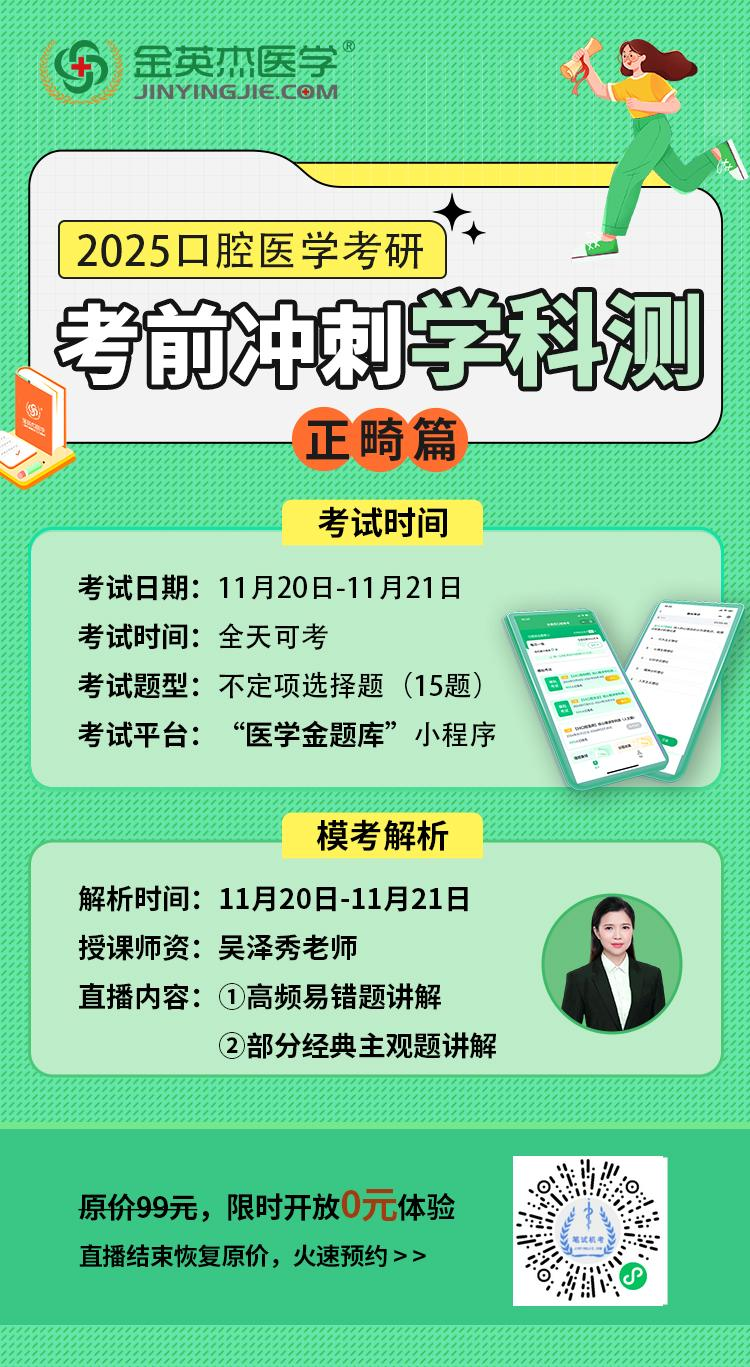 金英杰医学®
JINYINGJIE.COM
2025口腔医学考研
考前冲刺学科测
正畸篇
考试时间
考试日期：11月20日-11月21日
考试时间：全天可考
考试题型：不定项选择题（15题）
考试平台：“医学金题库”小程序
模考解析
解析时间：11月20日-11月21日
授课师资：吴泽秀老师
直播内容：①高频易错题讲解
②部分经典主观题讲解
原价99元，限时开放0元体验
直播结束恢复原价，火速预约 > >
笔试机考